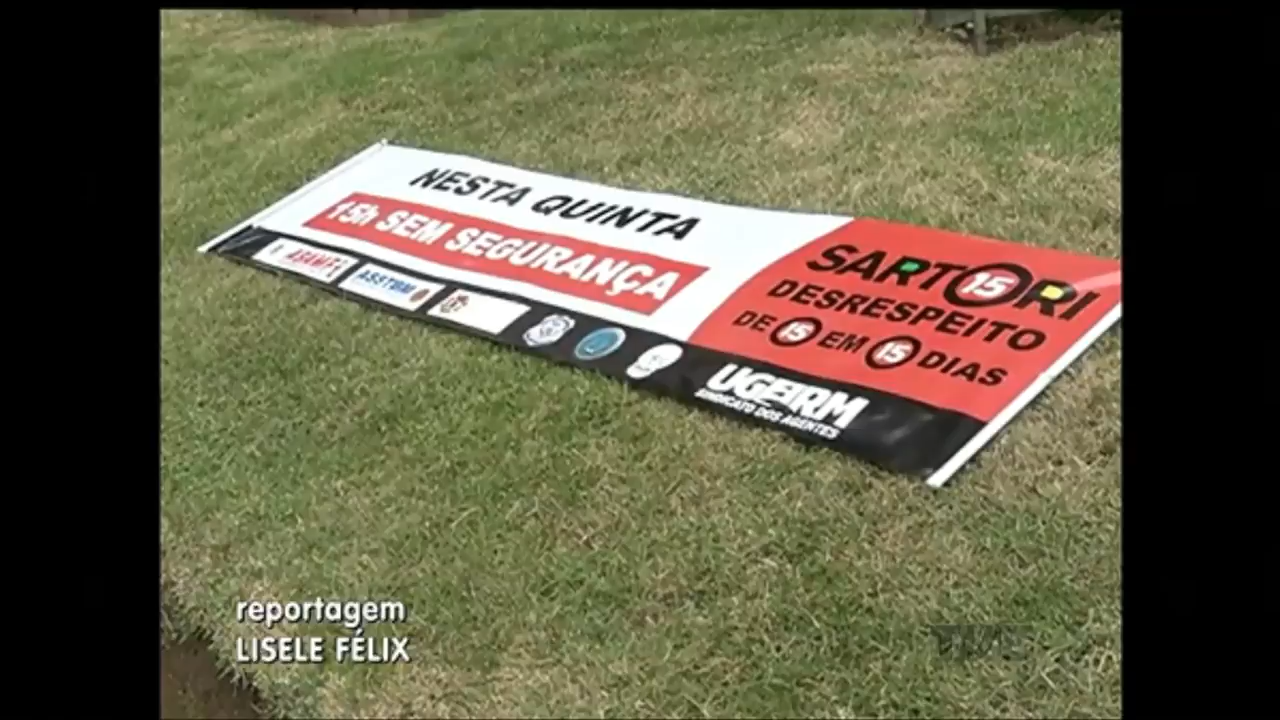 NESTA QUINTA
15h SEM SEGURANÇA
SARTORI
15
DESRESPEITO
DE 15 EM 15 DIAS
ASSTBM
UGEIRM
SINDICATO DOS AGENTES
reportagem
LISELE FÉLIX